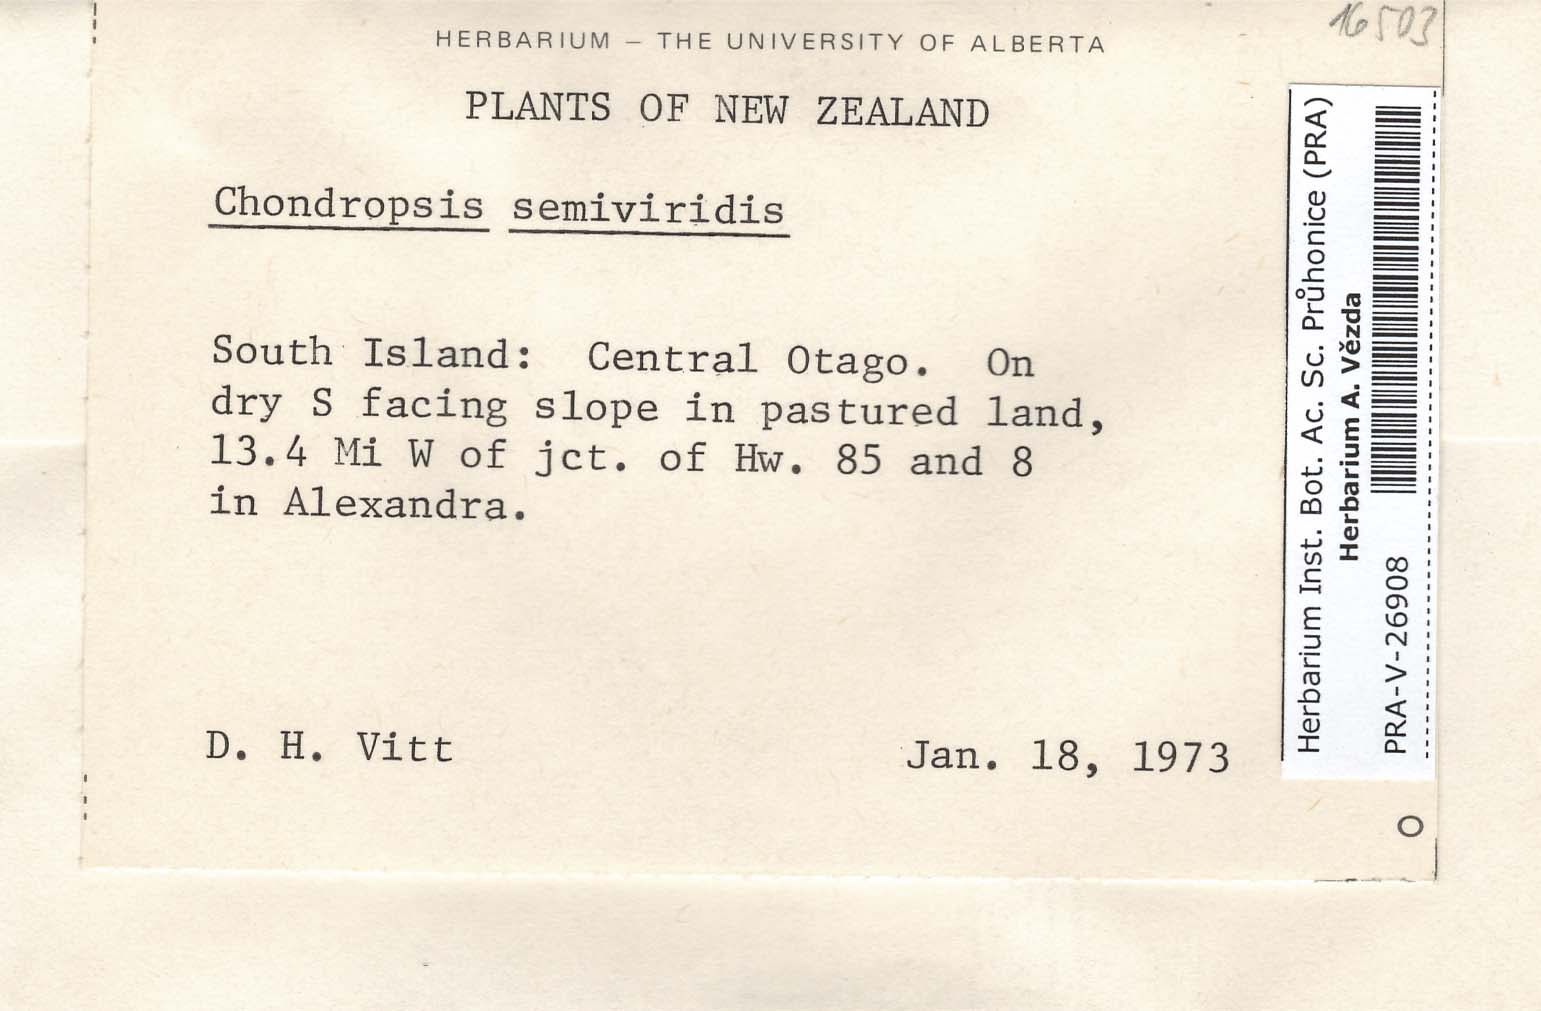 16503
HERBARIUM – THE UNIVERSITY OF ALBERTA
PLANTS OF NEW ZEALAND
Chondropsis semiviridis
South Island: Central Otago. On
dry S facing slope in pastured land,
13.4 Mi W of jct. of Hw. 85 and 8
in Alexandra.
D. H. Vitt
Jan. 18, 1973
Herbarium Inst. Bot. Ac. Sc. Průhonice (PRA)
Herbarium A. Vězda
PRA-V-26908
O